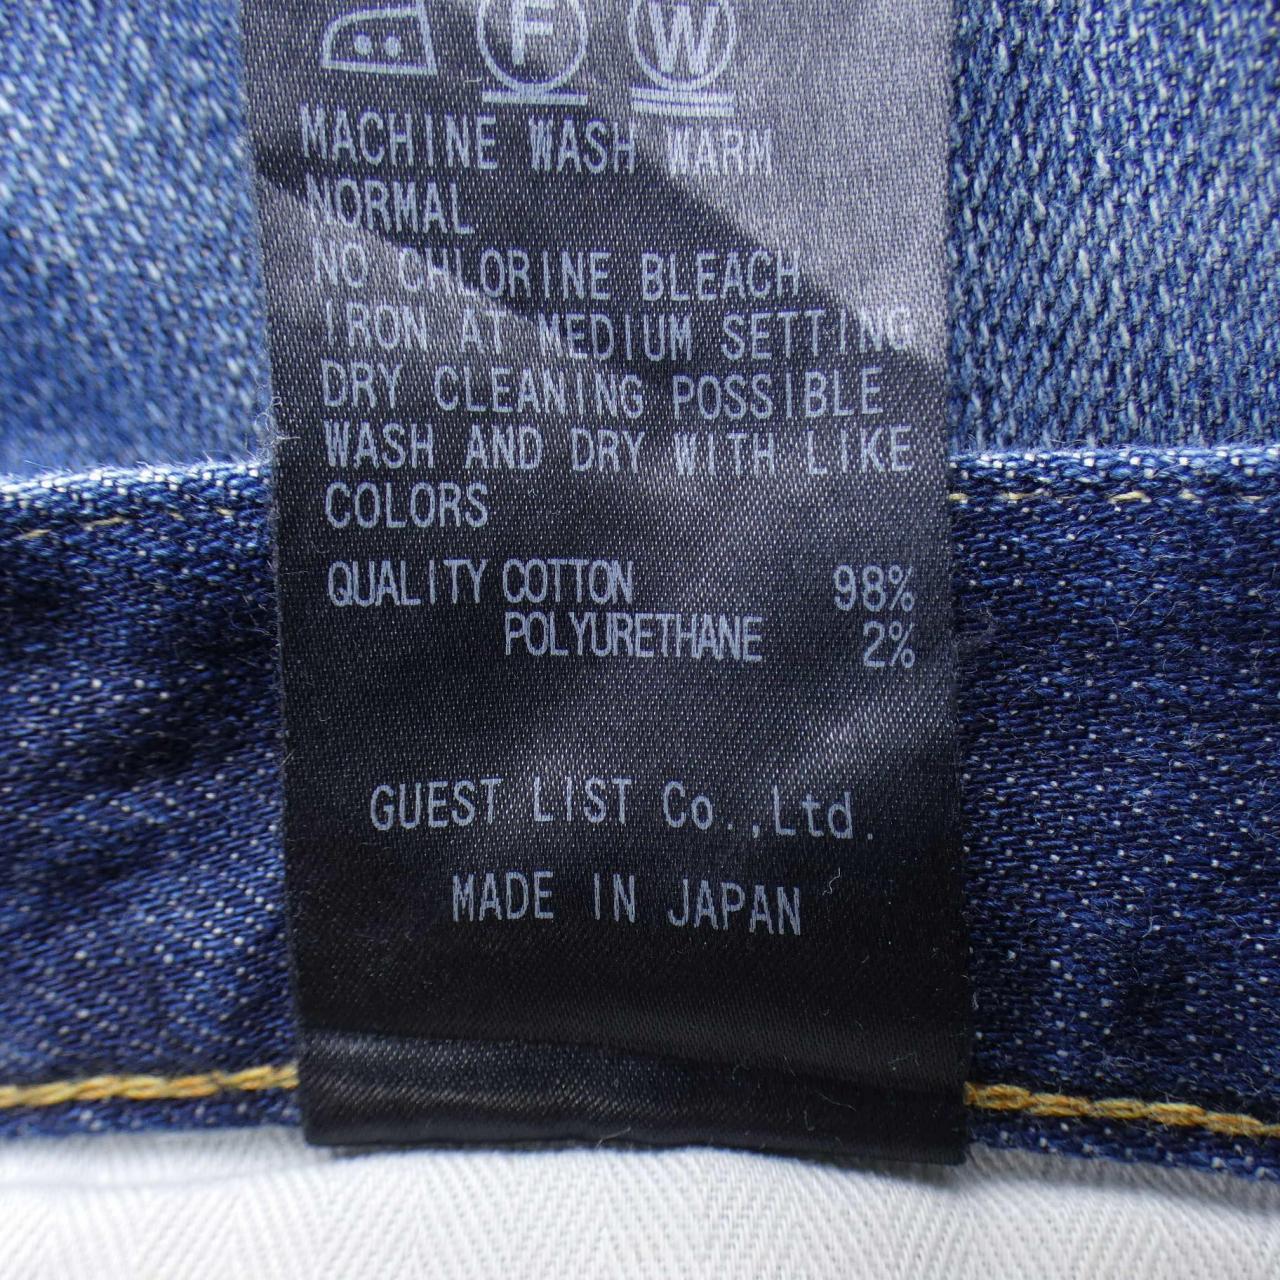 F W
MACHINE WASH WARM
NORMAL
NO CHLORINE BLEACH
IRON AT MEDIUM SETTING
DRY CLEANING POSSIBLE
WASH AND DRY WITH LIKE
COLORS
QUALITY COTTON 98%
POLYURETHANE 2%
GUEST LIST Co.,Ltd.
MADE IN JAPAN